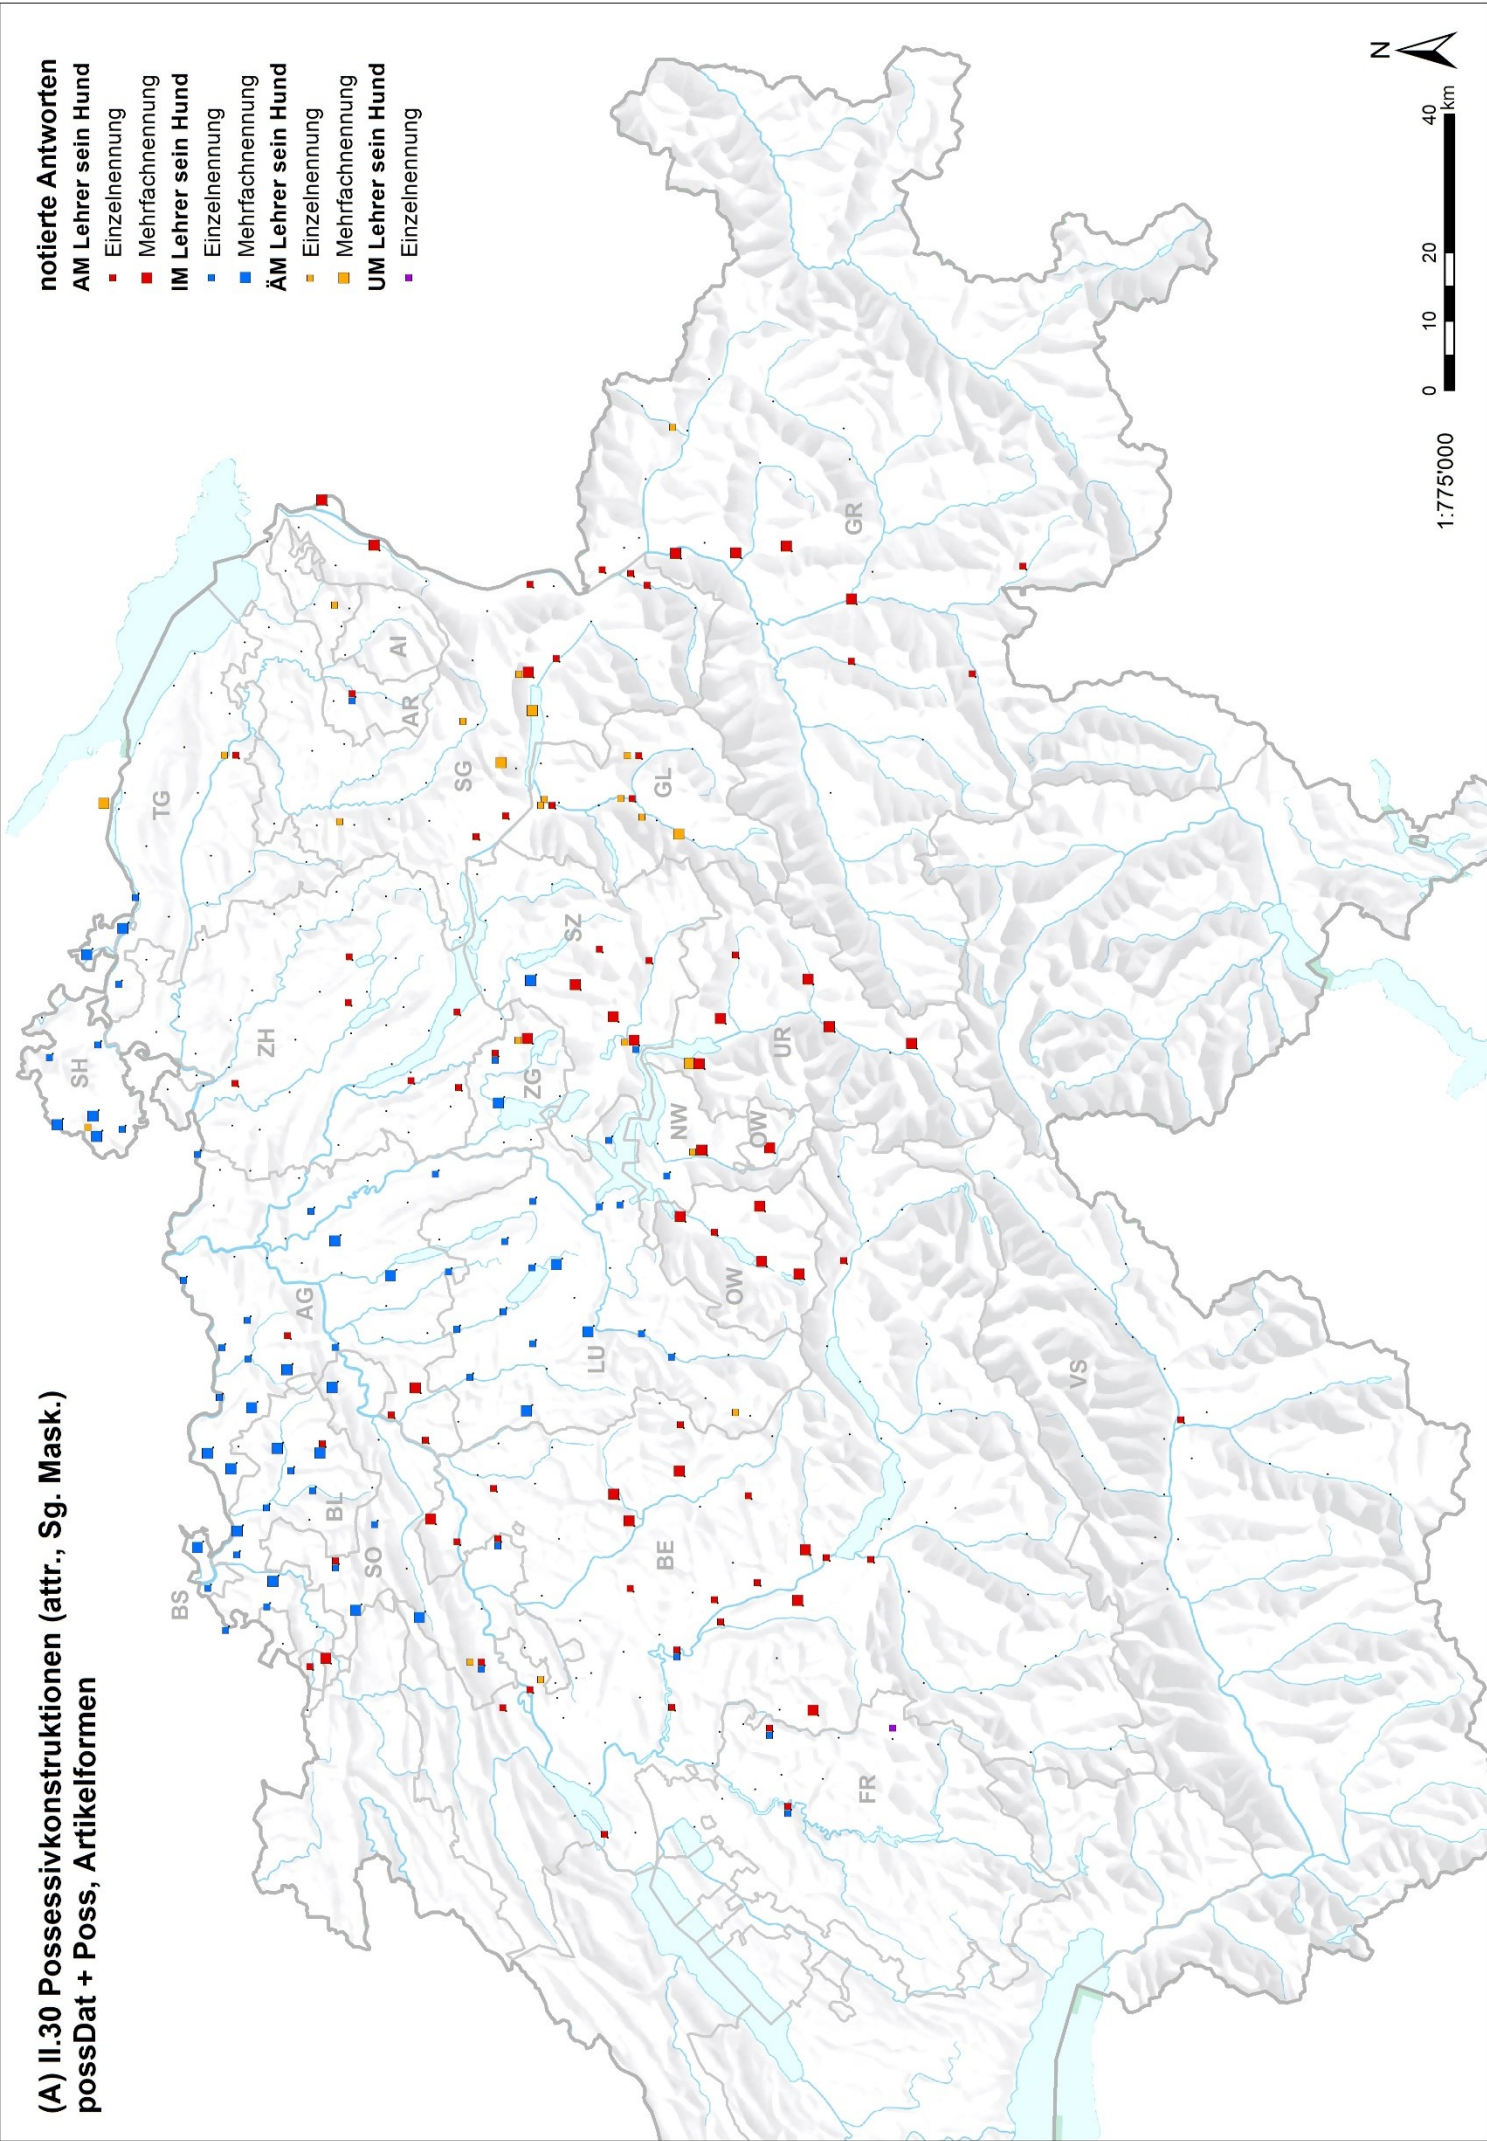 (A) II.30 Possessivkonstruktionen (attr., Sg. Mask.)
possDat + Poss, Artikelformen
notierte Antworten
AM Lehrer sein Hund
Einzelnennung
Mehrfachnennung
IM Lehrer sein Hund
Einzelnennung
Mehrfachnennung
ÄM Lehrer sein Hund
Einzelnennung
Mehrfachnennung
UM Lehrer sein Hund
Einzelnennung
BS
SH
TG
BL
AG
ZH
SO
AR
AI
SG
ZG
SZ
LU
BE
NW
GL
OW
OW
UR
GR
FR
VS
N
1:775'000
0 10 20 40
km